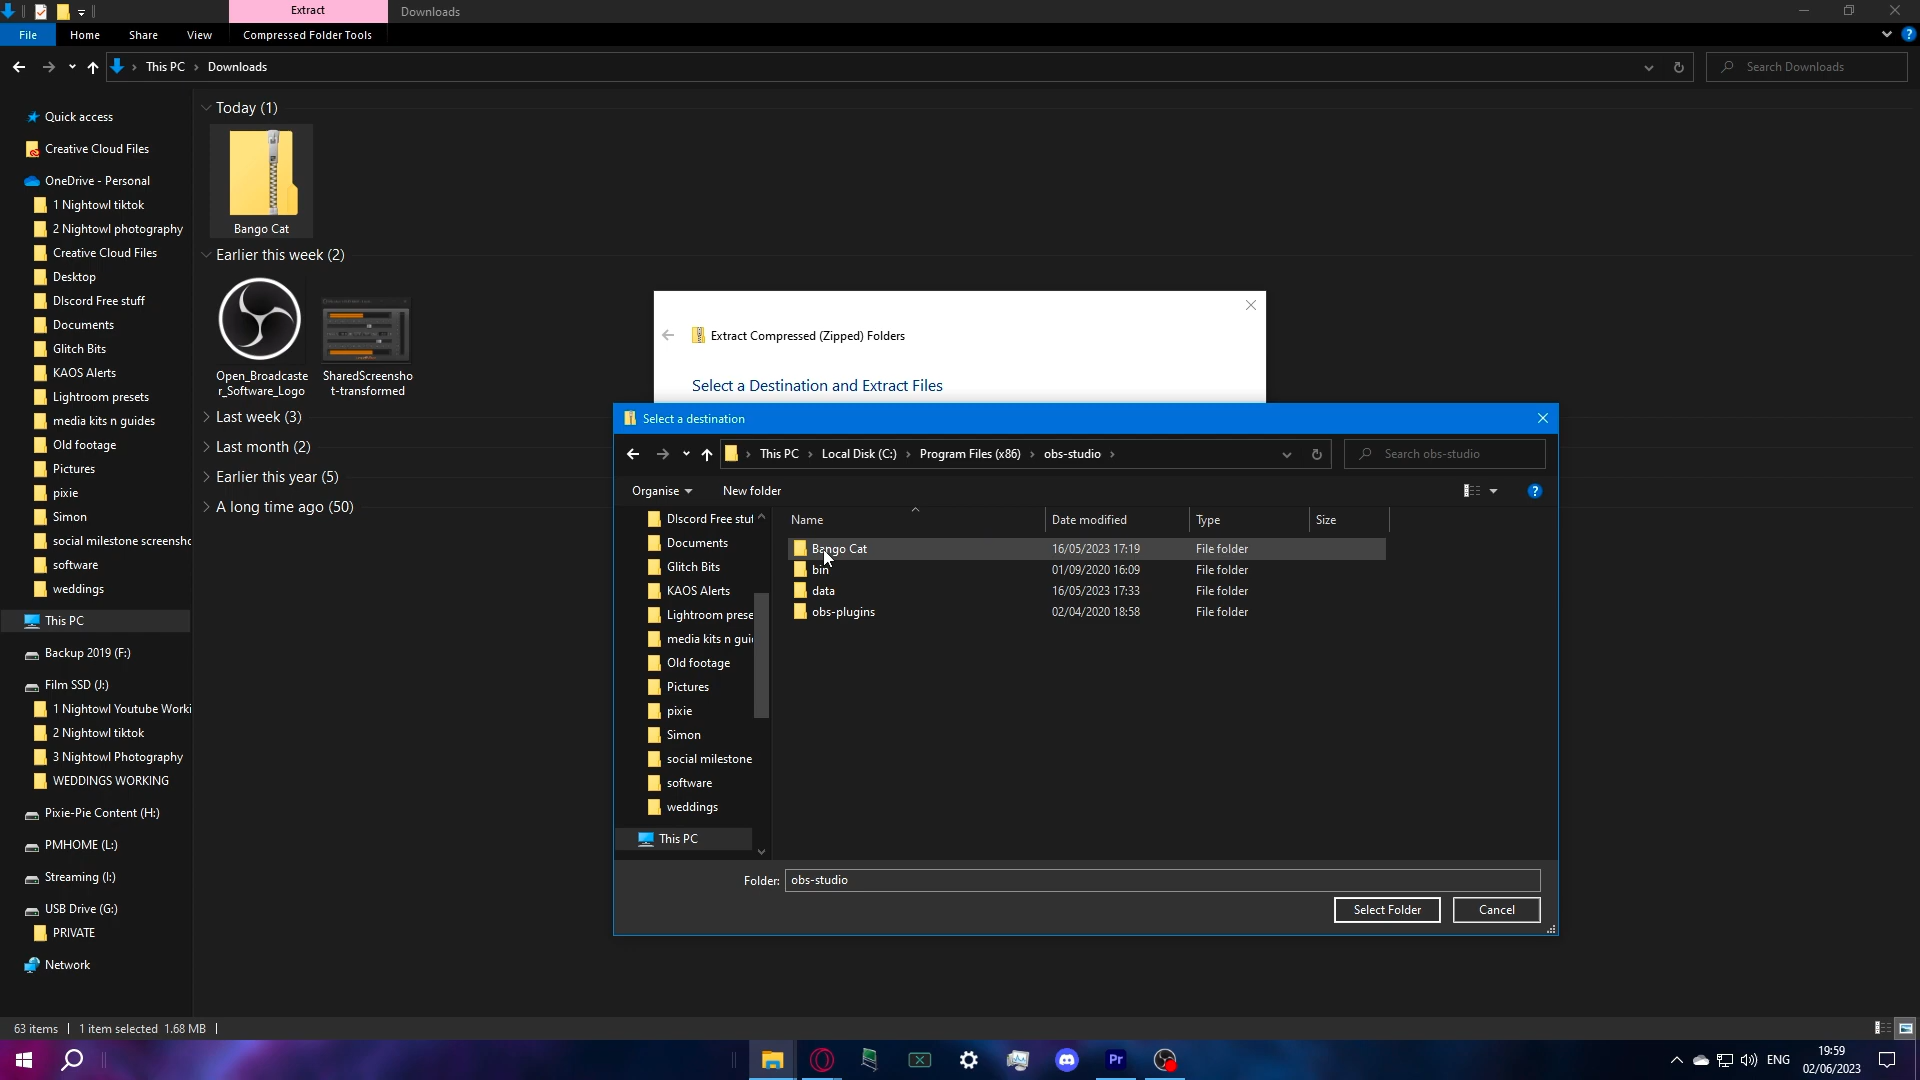 Extract
Downloads
File
Home
Share
View
Compressed Folder Tools
This PC
Downloads
Search Downloads
Quick access
Creative Cloud Files
OneDrive - Personal
1 Nightowl tiktok
2 Nightowl photography
Creative Cloud Files
Desktop
DIscord Free stuff
Documents
Glitch Bits
KAOS Alerts
Lightroom presets
media kits n guides
Old footage
Pictures
pixie
Simon
social milestone screensho
software
weddings
This PC
Backup 2019 (F:)
Film SSD (J:)
1 Nightowl Youtube Worki
2 Nightowl tiktok
3 Nightowl Photography
WEDDINGS WORKING
Pixie-Pie Content (H:)
PMHOME (L:)
Streaming (I:)
USB Drive (G:)
PRIVATE
Network
Today (1)
Bango Cat
Earlier this week (2)
Open_Broadcaste
r_Software_Logo
SharedScreensho
t-transformed
Last week (3)
Last month (2)
Earlier this year (5)
A long time ago (50)
Extract Compressed (Zipped) Folders
Select a Destination and Extract Files
Select a destination
This PC
Local Disk (C:)
Program Files (x86)
obs-studio
Search obs-studio
Organise
New folder
DIscord Free stuf
Documents
Glitch Bits
KAOS Alerts
Lightroom prese
media kits n gui
Old footage
Pictures
pixie
Simon
social milestone
software
weddings
This PC
Name
Date modified
Type
Size
Bango Cat
16/05/2023 17:19
File folder
bin
01/09/2020 16:09
File folder
data
16/05/2023 17:33
File folder
obs-plugins
02/04/2020 18:58
File folder
Folder:
obs-studio
Select Folder
Cancel
63 items
1 item selected 1.68 MB
Pr
ENG
19:59
02/06/2023